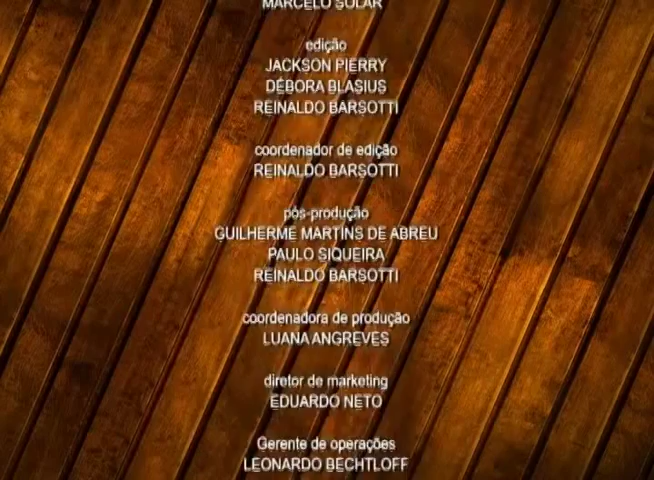 MARCELO SOLAR
edição
JACKSON PIERRY
DÉBORA BLASIUS
REINALDO BARSOTTI
coordenador de edição
REINALDO BARSOTTI
pós-produção
GUILHERME MARTINS DE ABREU
PAULO SIQUEIRA
REINALDO BARSOTTI
coordenadora de produção
LUANA ANGREVES
diretor de marketing
EDUARDO NETO
Gerente de operações
LEONARDO BECHTLOFF